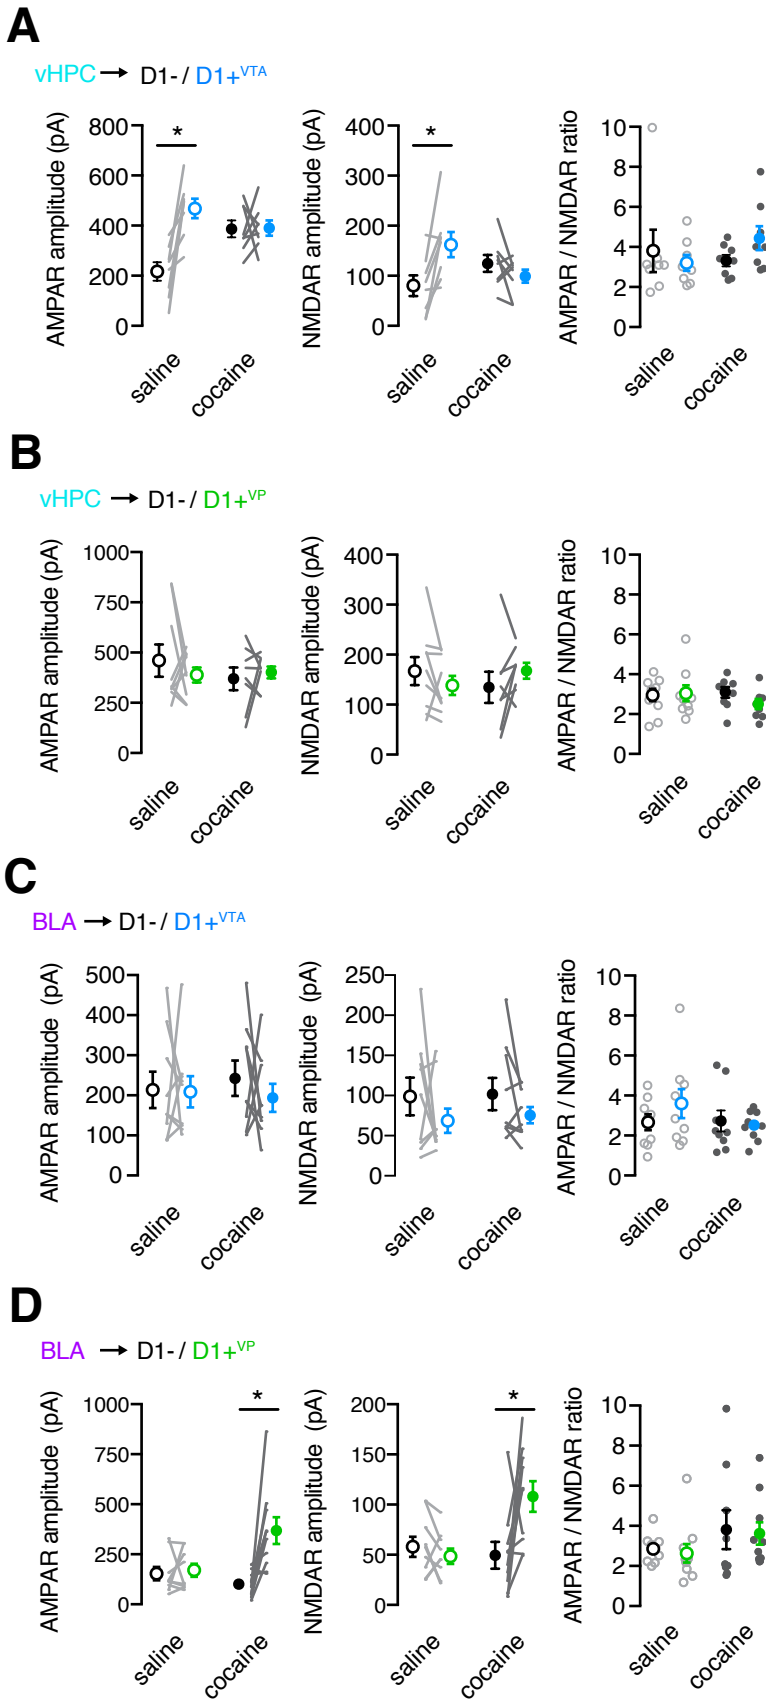 A
vHPC → D1- / D1+VTA
AMPAR amplitude (pA)
800
600
400
200
0
*
saline
cocaine
NMDAR amplitude (pA)
400
300
200
100
0
*
saline
cocaine
AMPAR / NMDAR ratio
10
8
6
4
2
0
saline
cocaine
B
vHPC → D1- / D1+VP
AMPAR amplitude (pA)
1000
750
500
250
0
saline
cocaine
NMDAR amplitude (pA)
400
300
200
100
0
saline
cocaine
AMPAR / NMDAR ratio
10
8
6
4
2
0
saline
cocaine
C
BLA → D1- / D1+VTA
AMPAR amplitude (pA)
500
400
300
200
100
0
saline
cocaine
NMDAR amplitude (pA)
250
200
150
100
50
0
saline
cocaine
AMPAR / NMDAR ratio
10
8
6
4
2
0
saline
cocaine
D
BLA → D1- / D1+VP
AMPAR amplitude (pA)
1000
750
500
250
0
*
saline
cocaine
NMDAR amplitude (pA)
200
150
100
50
0
*
saline
cocaine
AMPAR / NMDAR ratio
10
8
6
4
2
0
saline
cocaine